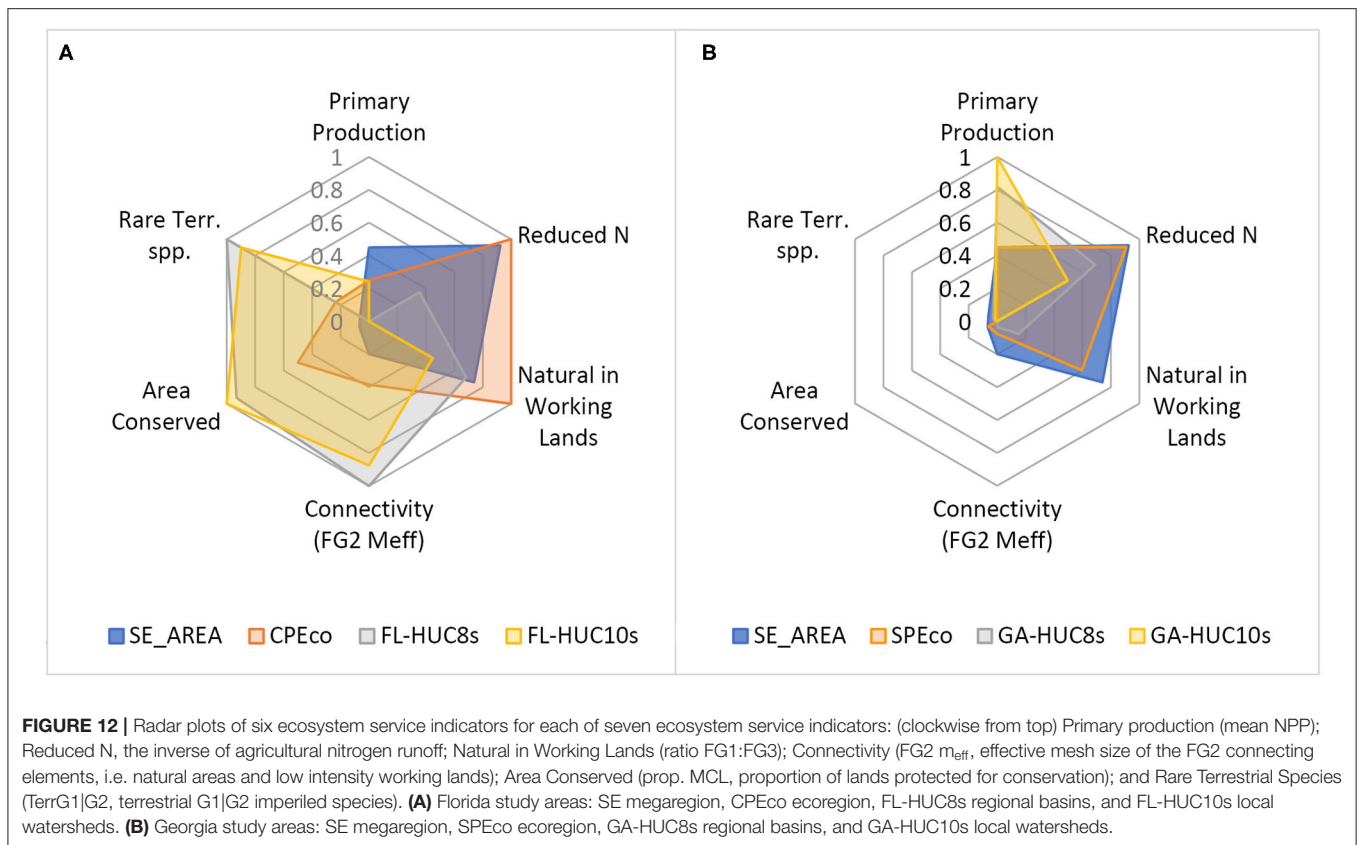 A
Primary
Production
1
0.8
0.6
0.4
0.2
0
Rare Terr.
spp.
Reduced N
Area
Conserved
Natural in
Working
Lands
Connectivity
(FG2 Meff)
SE_AREA CPEco FL-HUC8s FL-HUC10s
B
Primary
Production
1
0.8
0.6
0.4
0.2
0
Rare Terr.
spp.
Reduced N
Area
Conserved
Natural in
Working
Lands
Connectivity
(FG2 Meff)
SE_AREA SPEco GA-HUC8s GA-HUC10s
FIGURE 12 | Radar plots of six ecosystem service indicators for each of seven ecosystem service indicators: (clockwise from top) Primary production (mean NPP);
Reduced N, the inverse of agricultural nitrogen runoff; Natural in Working Lands (ratio FG1:FG3); Connectivity (FG2 meff, effective mesh size of the FG2 connecting
elements, i.e. natural areas and low intensity working lands); Area Conserved (prop. MCL, proportion of lands protected for conservation); and Rare Terrestrial Species
(TerrG1|G2, terrestrial G1|G2 imperiled species). (A) Florida study areas: SE megaregion, CPEco ecoregion, FL-HUC8s regional basins, and FL-HUC10s local
watersheds. (B) Georgia study areas: SE megaregion, SPEco ecoregion, GA-HUC8s regional basins, and GA-HUC10s local watersheds.